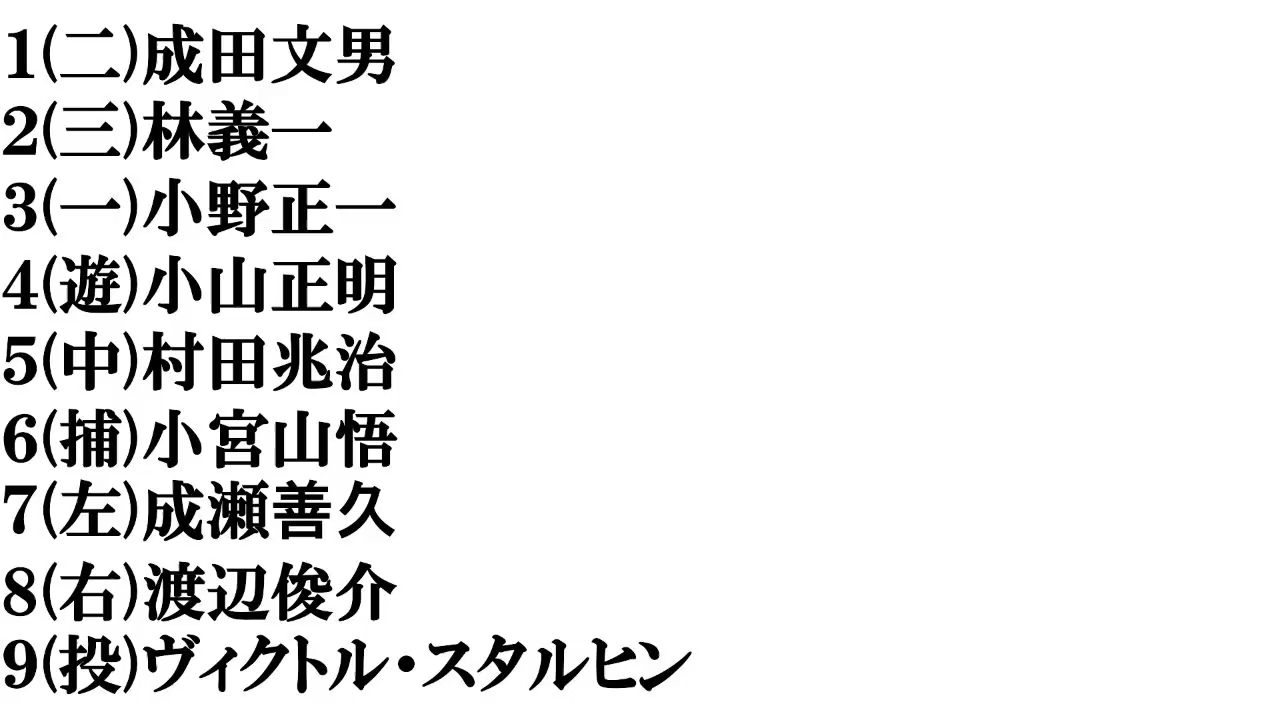 1(二)成田文男
2(三)林義一
3(一)小野正一
4(遊)小山正明
5(中)村田兆治
6(捕)小宮山悟
7(左)成瀬善久
8(右)渡辺俊介
9(投)ヴィクトル・スタルヒン